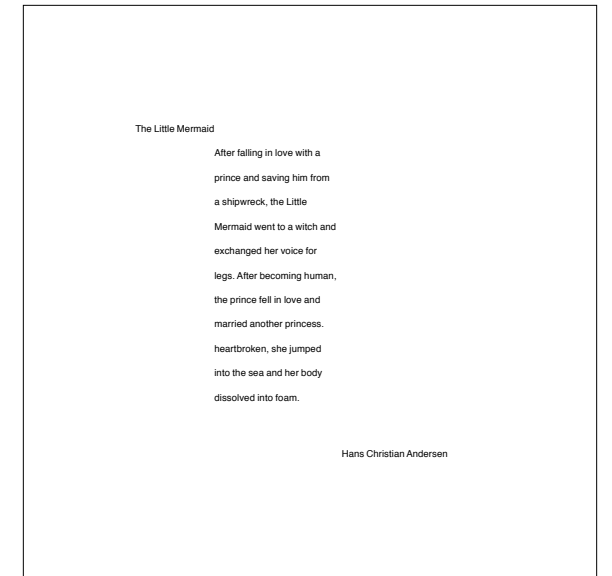 The Little Mermaid
After falling in love with a
prince and saving him from
a shipwreck, the Little
Mermaid went to a witch and
exchanged her voice for
legs. After becoming human,
the prince fell in love and
married another princess.
heartbroken, she jumped
into the sea and her body
dissolved into foam.
Hans Christian Andersen